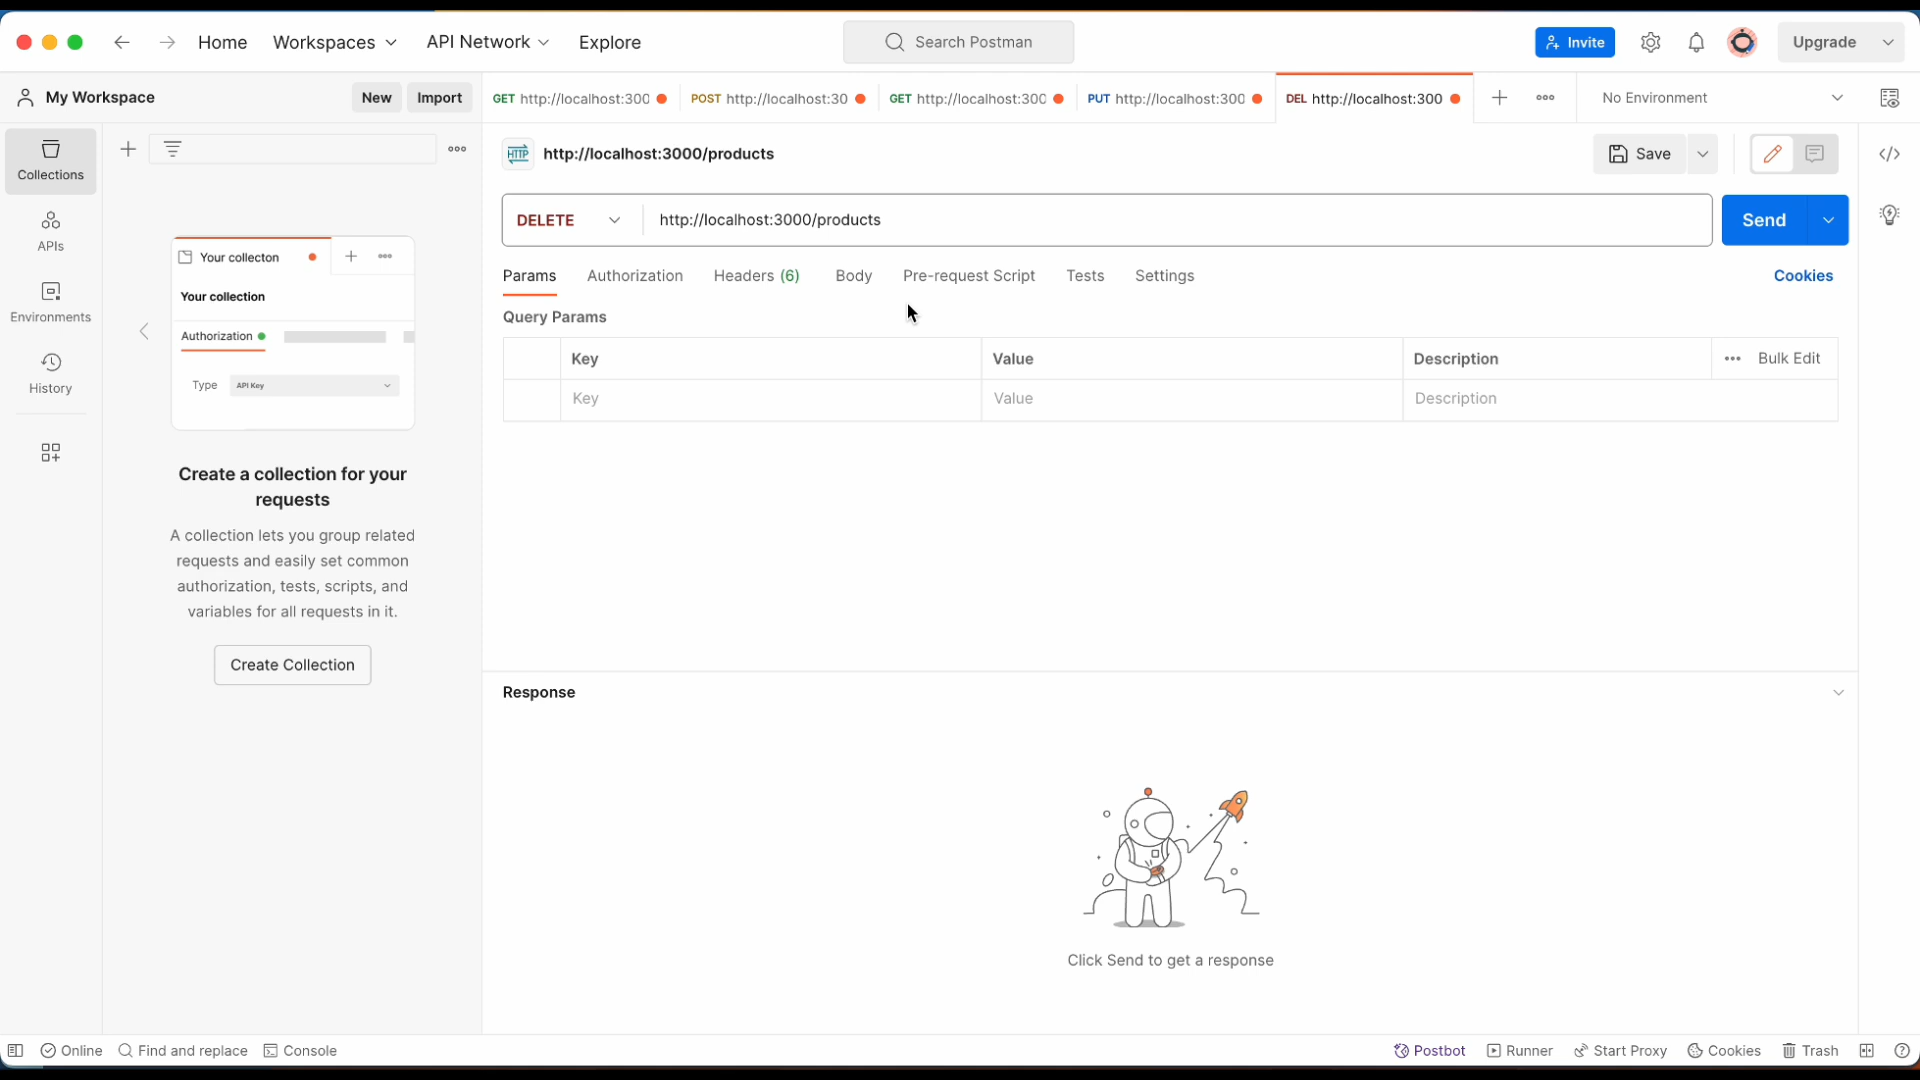 Home
Workspaces
API Network
Explore
Search Postman
Invite
Upgrade
My Workspace
New
Import
GET http://localhost:300
POST http://localhost:30
GET http://localhost:300
PUT http://localhost:300
DEL http://localhost:300
No Environment
Collections
APIs
Environments
History
Your collecton
Your collection
Authorization
Type
API Key
Create a collection for your
requests
A collection lets you group related
requests and easily set common
authorization, tests, scripts, and
variables for all requests in it.
Create Collection
HTTP
http://localhost:3000/products
Save
DELETE
http://localhost:3000/products
Send
Params
Authorization
Headers (6)
Body
Pre-request Script
Tests
Settings
Cookies
Query Params
Key
Value
Description
Bulk Edit
Key
Value
Description
Response
Click Send to get a response
Online
Find and replace
Console
Postbot
Runner
Start Proxy
Cookies
Trash